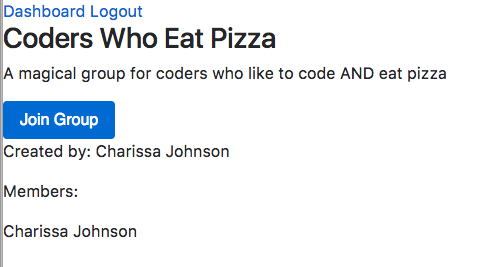 Dashboard Logout
Coders Who Eat Pizza
A magical group for coders who like to code AND eat pizza
Join Group
Created by: Charissa Johnson
Members:
Charissa Johnson